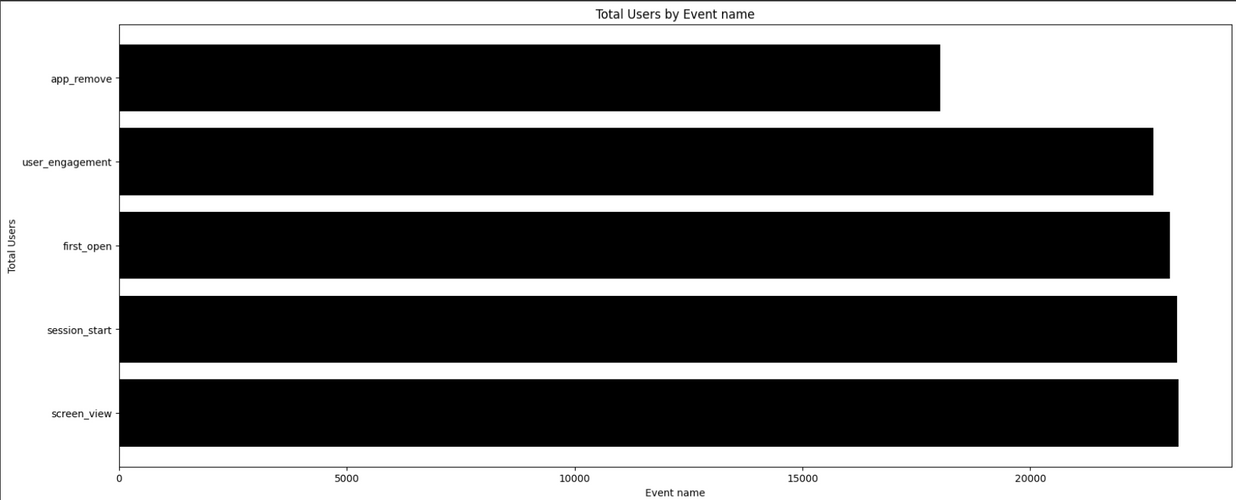 Total Users by Event name
app_remove
user_engagement
first_open
session_start
screen_view
Total Users
0 5000 10000 15000 20000
Event name